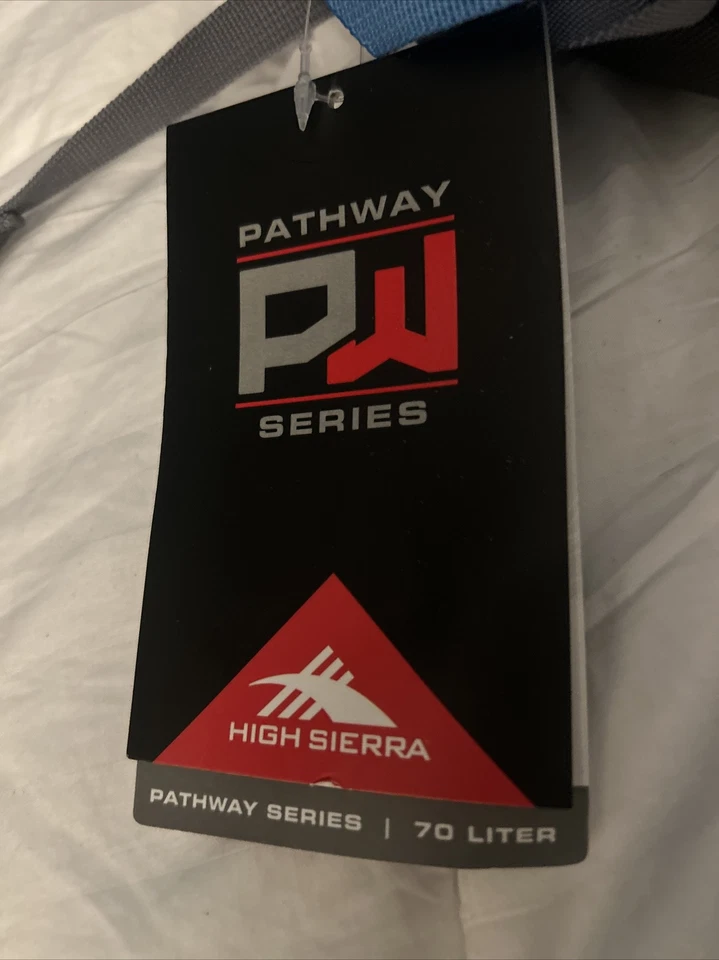 PATHWAY
PW
SERIES
HIGH SIERRA
PATHWAY SERIES | 70 LITER